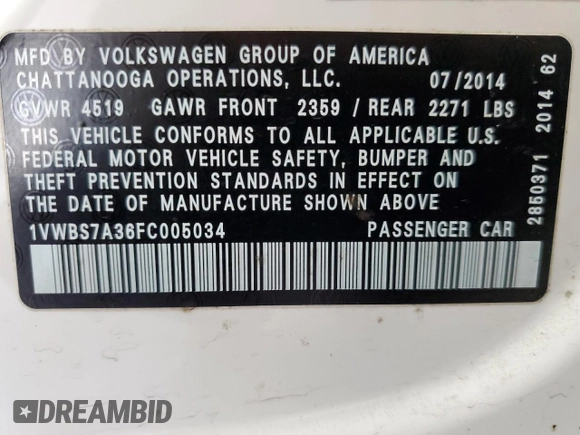 MFD BY VOLKSWAGEN GROUP OF AMERICA
CHATTANOOGA OPERATIONS, LLC. 07/2014
GVWR 4519 GAWR FRONT 2359 / REAR 2271 LBS
THIS VEHICLE CONFORMS TO ALL APPLICABLE U.S.
FEDERAL MOTOR VEHICLE SAFETY, BUMPER AND
THEFT PREVENTION STANDARDS IN EFFECT ON
THE DATE OF MANUFACTURE SHOWN ABOVE
1VWBS7A36FC005034 PASSENGER CAR
2850371 2014 62
DREAMBID